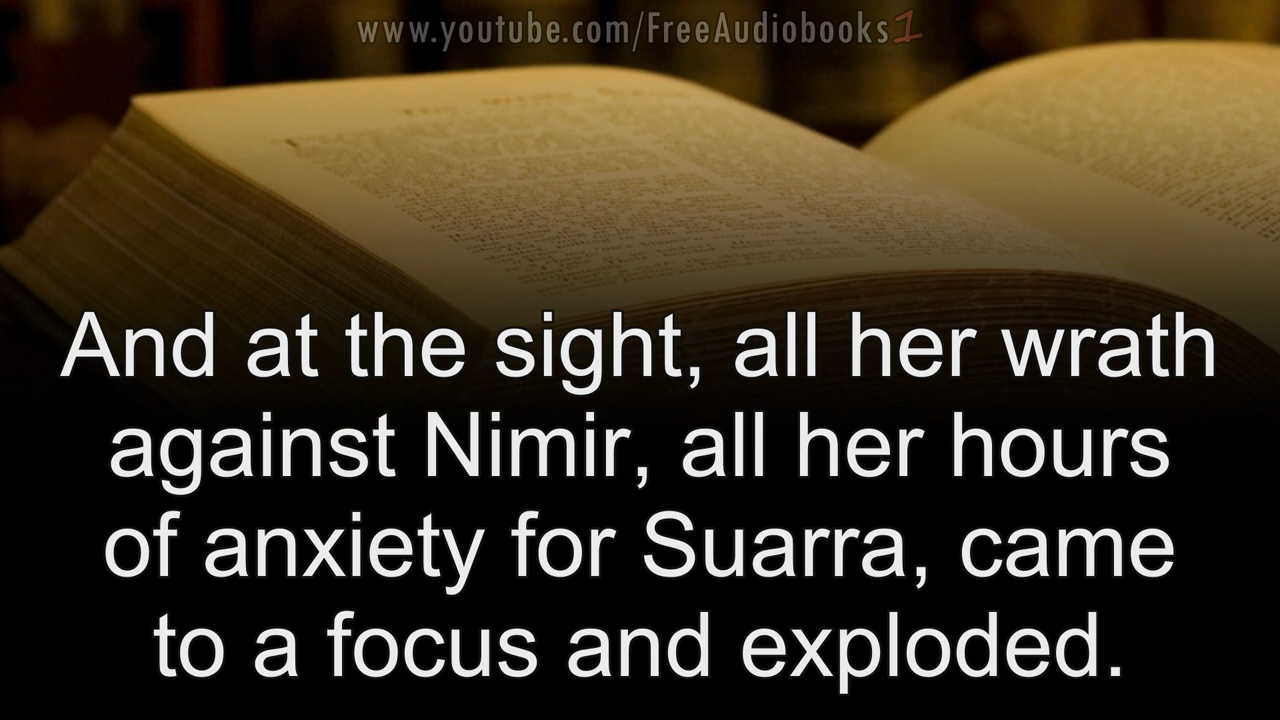 www.youtube.com/FreeAudiobooks1
And at the sight, all her wrath
against Nimir, all her hours
of anxiety for Suarra, came
to a focus and exploded.